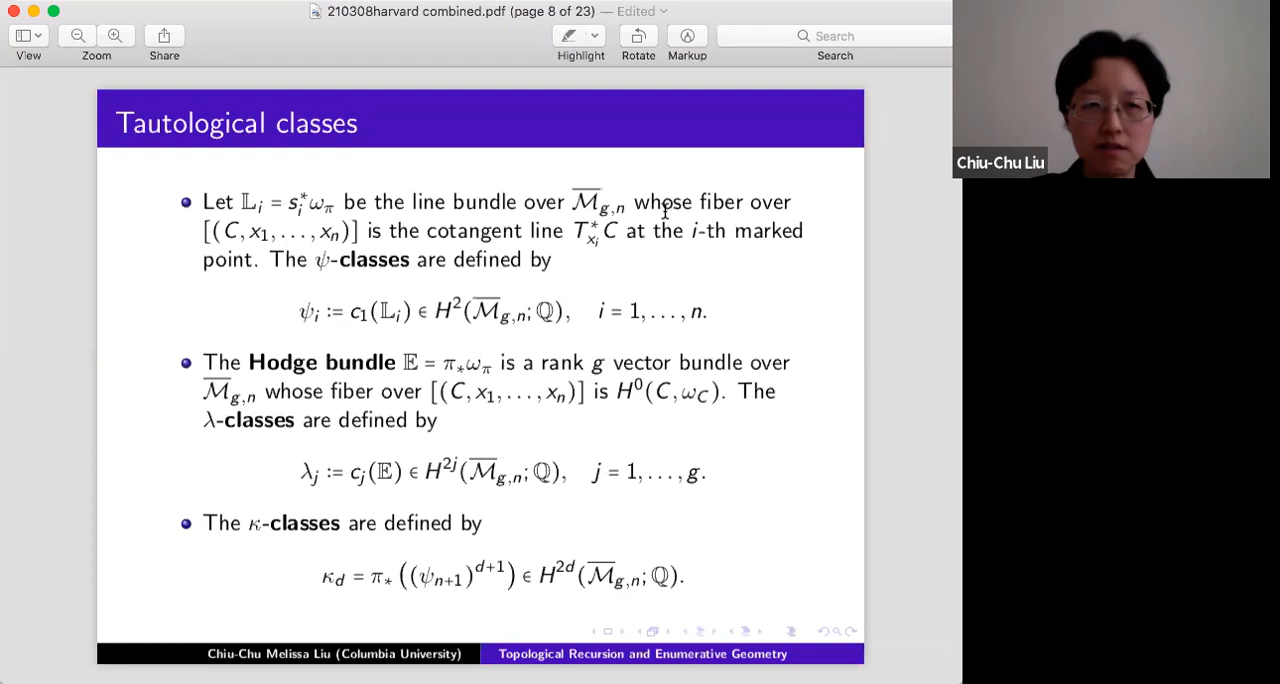 210308harvard combined.pdf (page 8 of 23) — Edited
View Zoom Share Highlight Rotate Markup Search
Search
Tautological classes
Let 𝕃ᵢ = sᵢ*ω_π be the line bundle over ℳ̅_{g,n} whose fiber over
[(C, x₁, …, xₙ)] is the cotangent line T*_{xᵢ}C at the i-th marked
point. The ψ-classes are defined by
ψᵢ := c₁(𝕃ᵢ) ∈ H²(ℳ̅_{g,n}; ℚ), i = 1, …, n.
The Hodge bundle 𝔼 = π_*ω_π is a rank g vector bundle over
ℳ̅_{g,n} whose fiber over [(C, x₁, …, xₙ)] is H⁰(C, ω_C). The
λ-classes are defined by
λⱼ := cⱼ(𝔼) ∈ H^{2j}(ℳ̅_{g,n}; ℚ), j = 1, …, g.
The κ-classes are defined by
κ_d = π_*((ψ_{n+1})^{d+1}) ∈ H^{2d}(ℳ̅_{g,n}; ℚ).
Chiu-Chu Melissa Liu (Columbia University) Topological Recursion and Enumerative Geometry
Chiu-Chu Liu